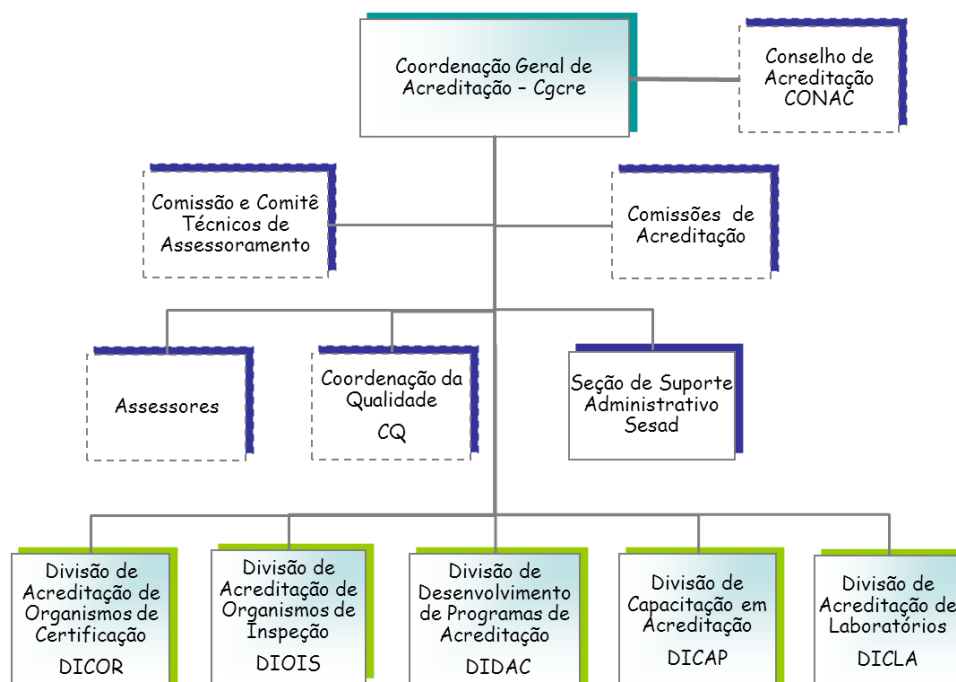 Coordenação Geral de
Acreditação – Cgcre
Conselho de
Acreditação
CONAC
Comissão e Comitê
Técnicos de
Assessoramento
Comissões de
Acreditação
Assessores
Coordenação da
Qualidade
CQ
Seção de Suporte
Administrativo
Sesad
Divisão de
Acreditação de
Organismos de
Certificação
DICOR
Divisão de
Acreditação de
Organismos de
Inspeção
DIOIS
Divisão de
Desenvolvimento
de Programas de
Acreditação
DIDAC
Divisão de
Capacitação em
Acreditação
DICAP
Divisão de
Acreditação de
Laboratórios
DICLA